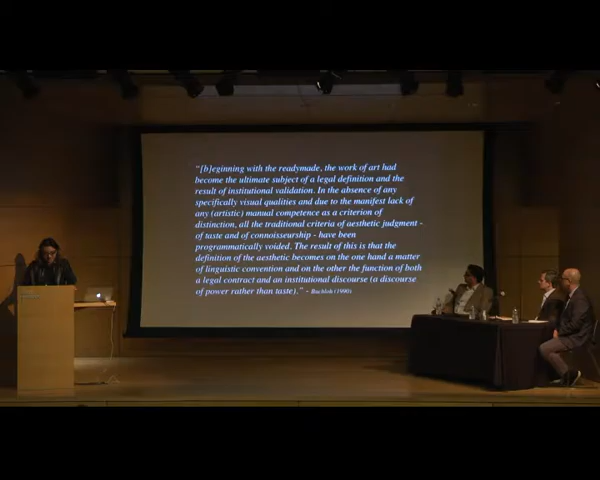 "[b]eginning with the readymade, the work of art had
become the ultimate subject of a legal definition and the
result of institutional validation. In the absence of any
specifically visual qualities and due to the manifest lack of
any (artistic) manual competence as a criterion of
distinction, all the traditional criteria of aesthetic judgment -
of taste and of connoisseurship - have been
programmatically voided. The result of this is that the
definition of the aesthetic becomes on the one hand a matter
of linguistic convention and on the other the function of both
a legal contract and an institutional discourse (a discourse
of power rather than taste)." - Buchloh (1990)